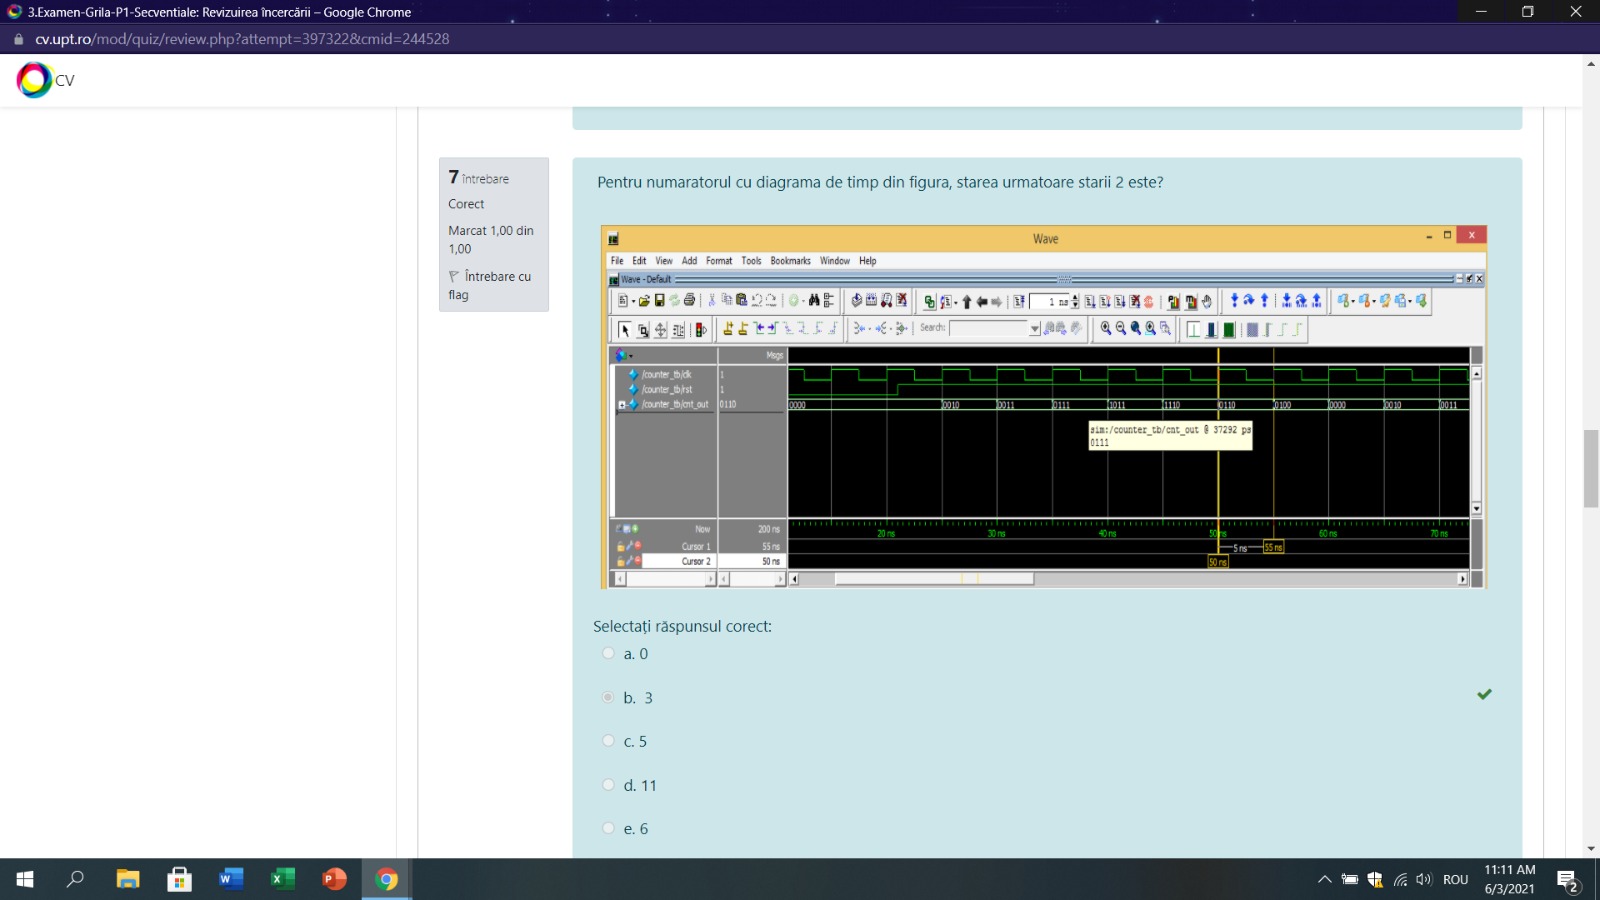 3.Examen-Grila-P1-Secventiale: Revizuirea încercării – Google Chrome
cv.upt.ro/mod/quiz/review.php?attempt=397322&cmid=244528
CV
7 întrebare
Corect
Marcat 1,00 din
1,00
Întrebare cu
flag
Pentru numaratorul cu diagrama de timp din figura, starea urmatoare starii 2 este?
Wave
File Edit View Add Format Tools Bookmarks Window Help
Wave - Default
1 ns
Search:
Msgs
/counter_tb/clk 1
/counter_tb/rst 1
/counter_tb/cnt_out 0110 0000 0010 0011 0111 1011 1110 0110 0100 0000 0010 0011
sim:/counter_tb/cnt_out @ 37292 ps
0111
Now 200 ns 20 ns 30 ns 40 ns 50 ns 60 ns 70 ns
Cursor 1 55 ns 5 ns 55 ns
Cursor 2 50 ns 50 ns
Selectați răspunsul corect:
a. 0
b. 3
c. 5
d. 11
e. 6
ROU
11:11 AM
6/3/2021
2